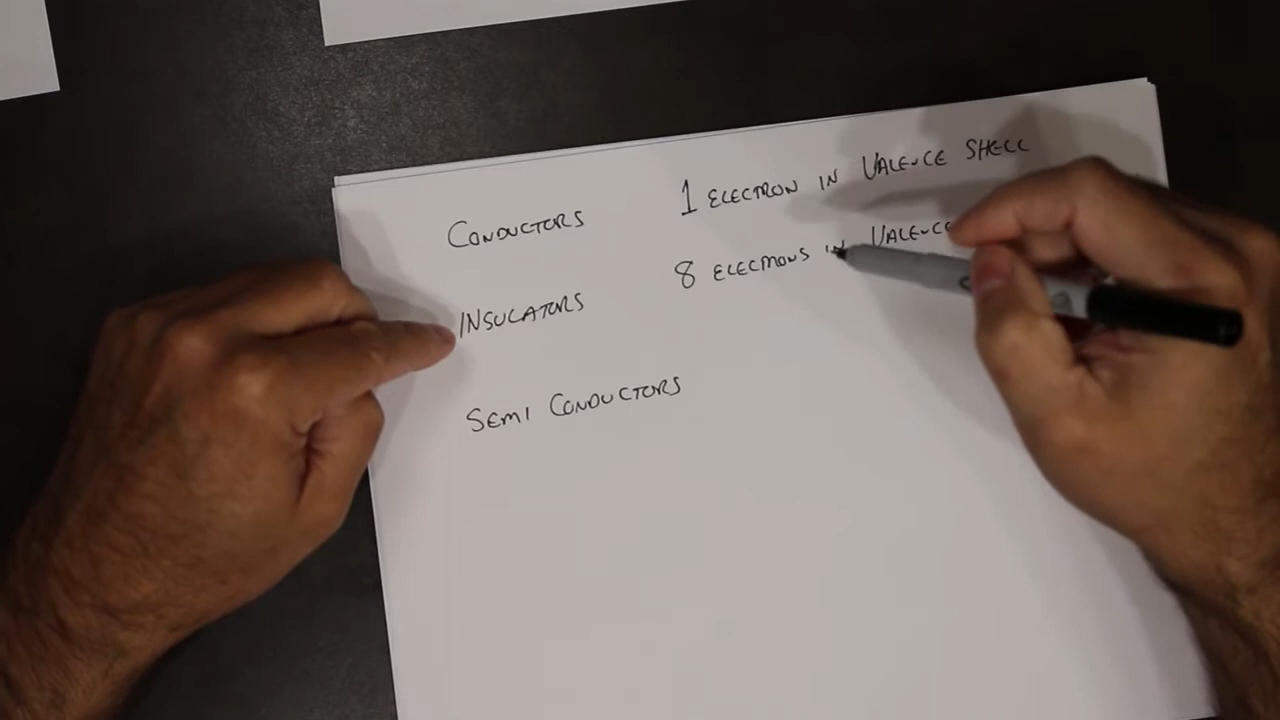 CONDUCTORS 1 ELECTRON IN VALENCE SHELL
INSULATORS 8 ELECTRONS IN VALENCE
SEMI CONDUCTORS